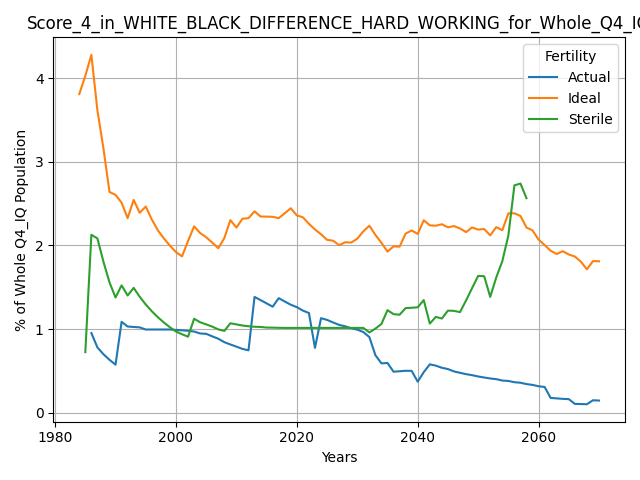 Score_4_in_WHITE_BLACK_DIFFERENCE_HARD_WORKING_for_Whole_Q4_IQ
Fertility
Actual
Ideal
Sterile
% of Whole Q4_IQ Population
4
3
2
1
0
1980 2000 2020 2040 2060
Years